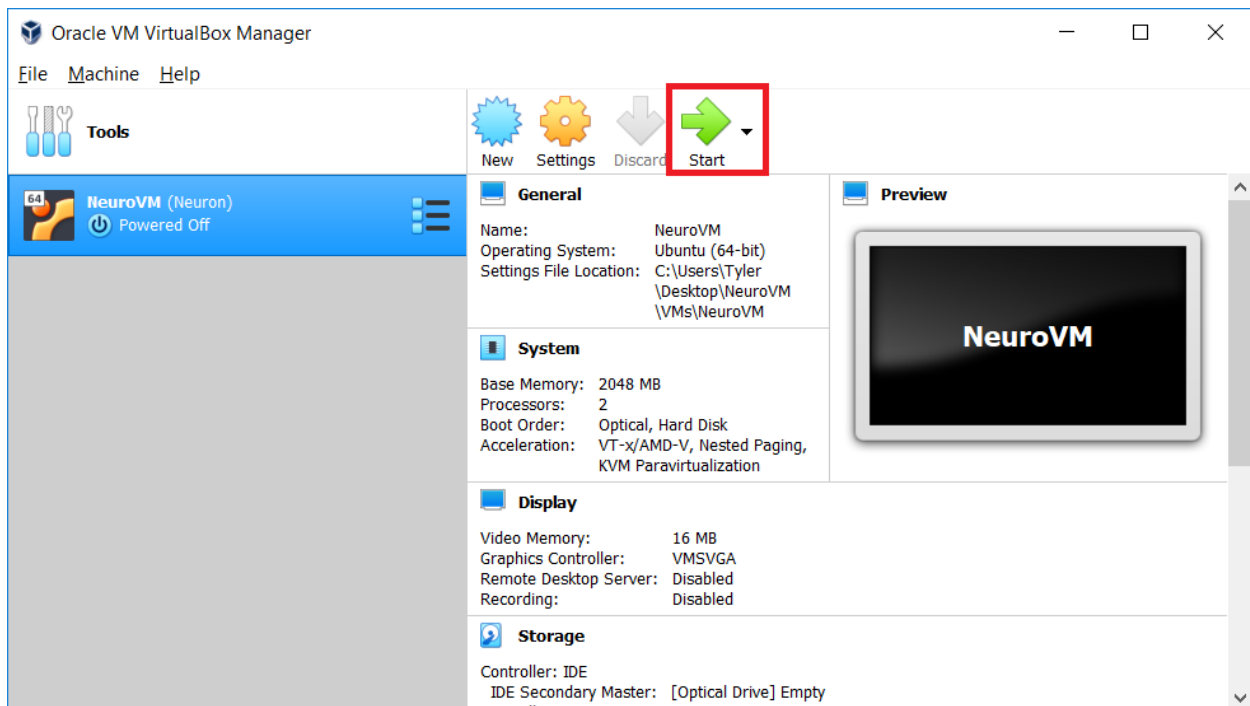 Oracle VM VirtualBox Manager
File Machine Help
Tools
New Settings Discard Start
64
NeuroVM (Neuron)
Powered Off
General
Name: NeuroVM
Operating System: Ubuntu (64-bit)
Settings File Location: C:\Users\Tyler
\Desktop\NeuroVM
\VMs\NeuroVM
Preview
NeuroVM
System
Base Memory: 2048 MB
Processors: 2
Boot Order: Optical, Hard Disk
Acceleration: VT-x/AMD-V, Nested Paging,
KVM Paravirtualization
Display
Video Memory: 16 MB
Graphics Controller: VMSVGA
Remote Desktop Server: Disabled
Recording: Disabled
Storage
Controller: IDE
IDE Secondary Master: [Optical Drive] Empty